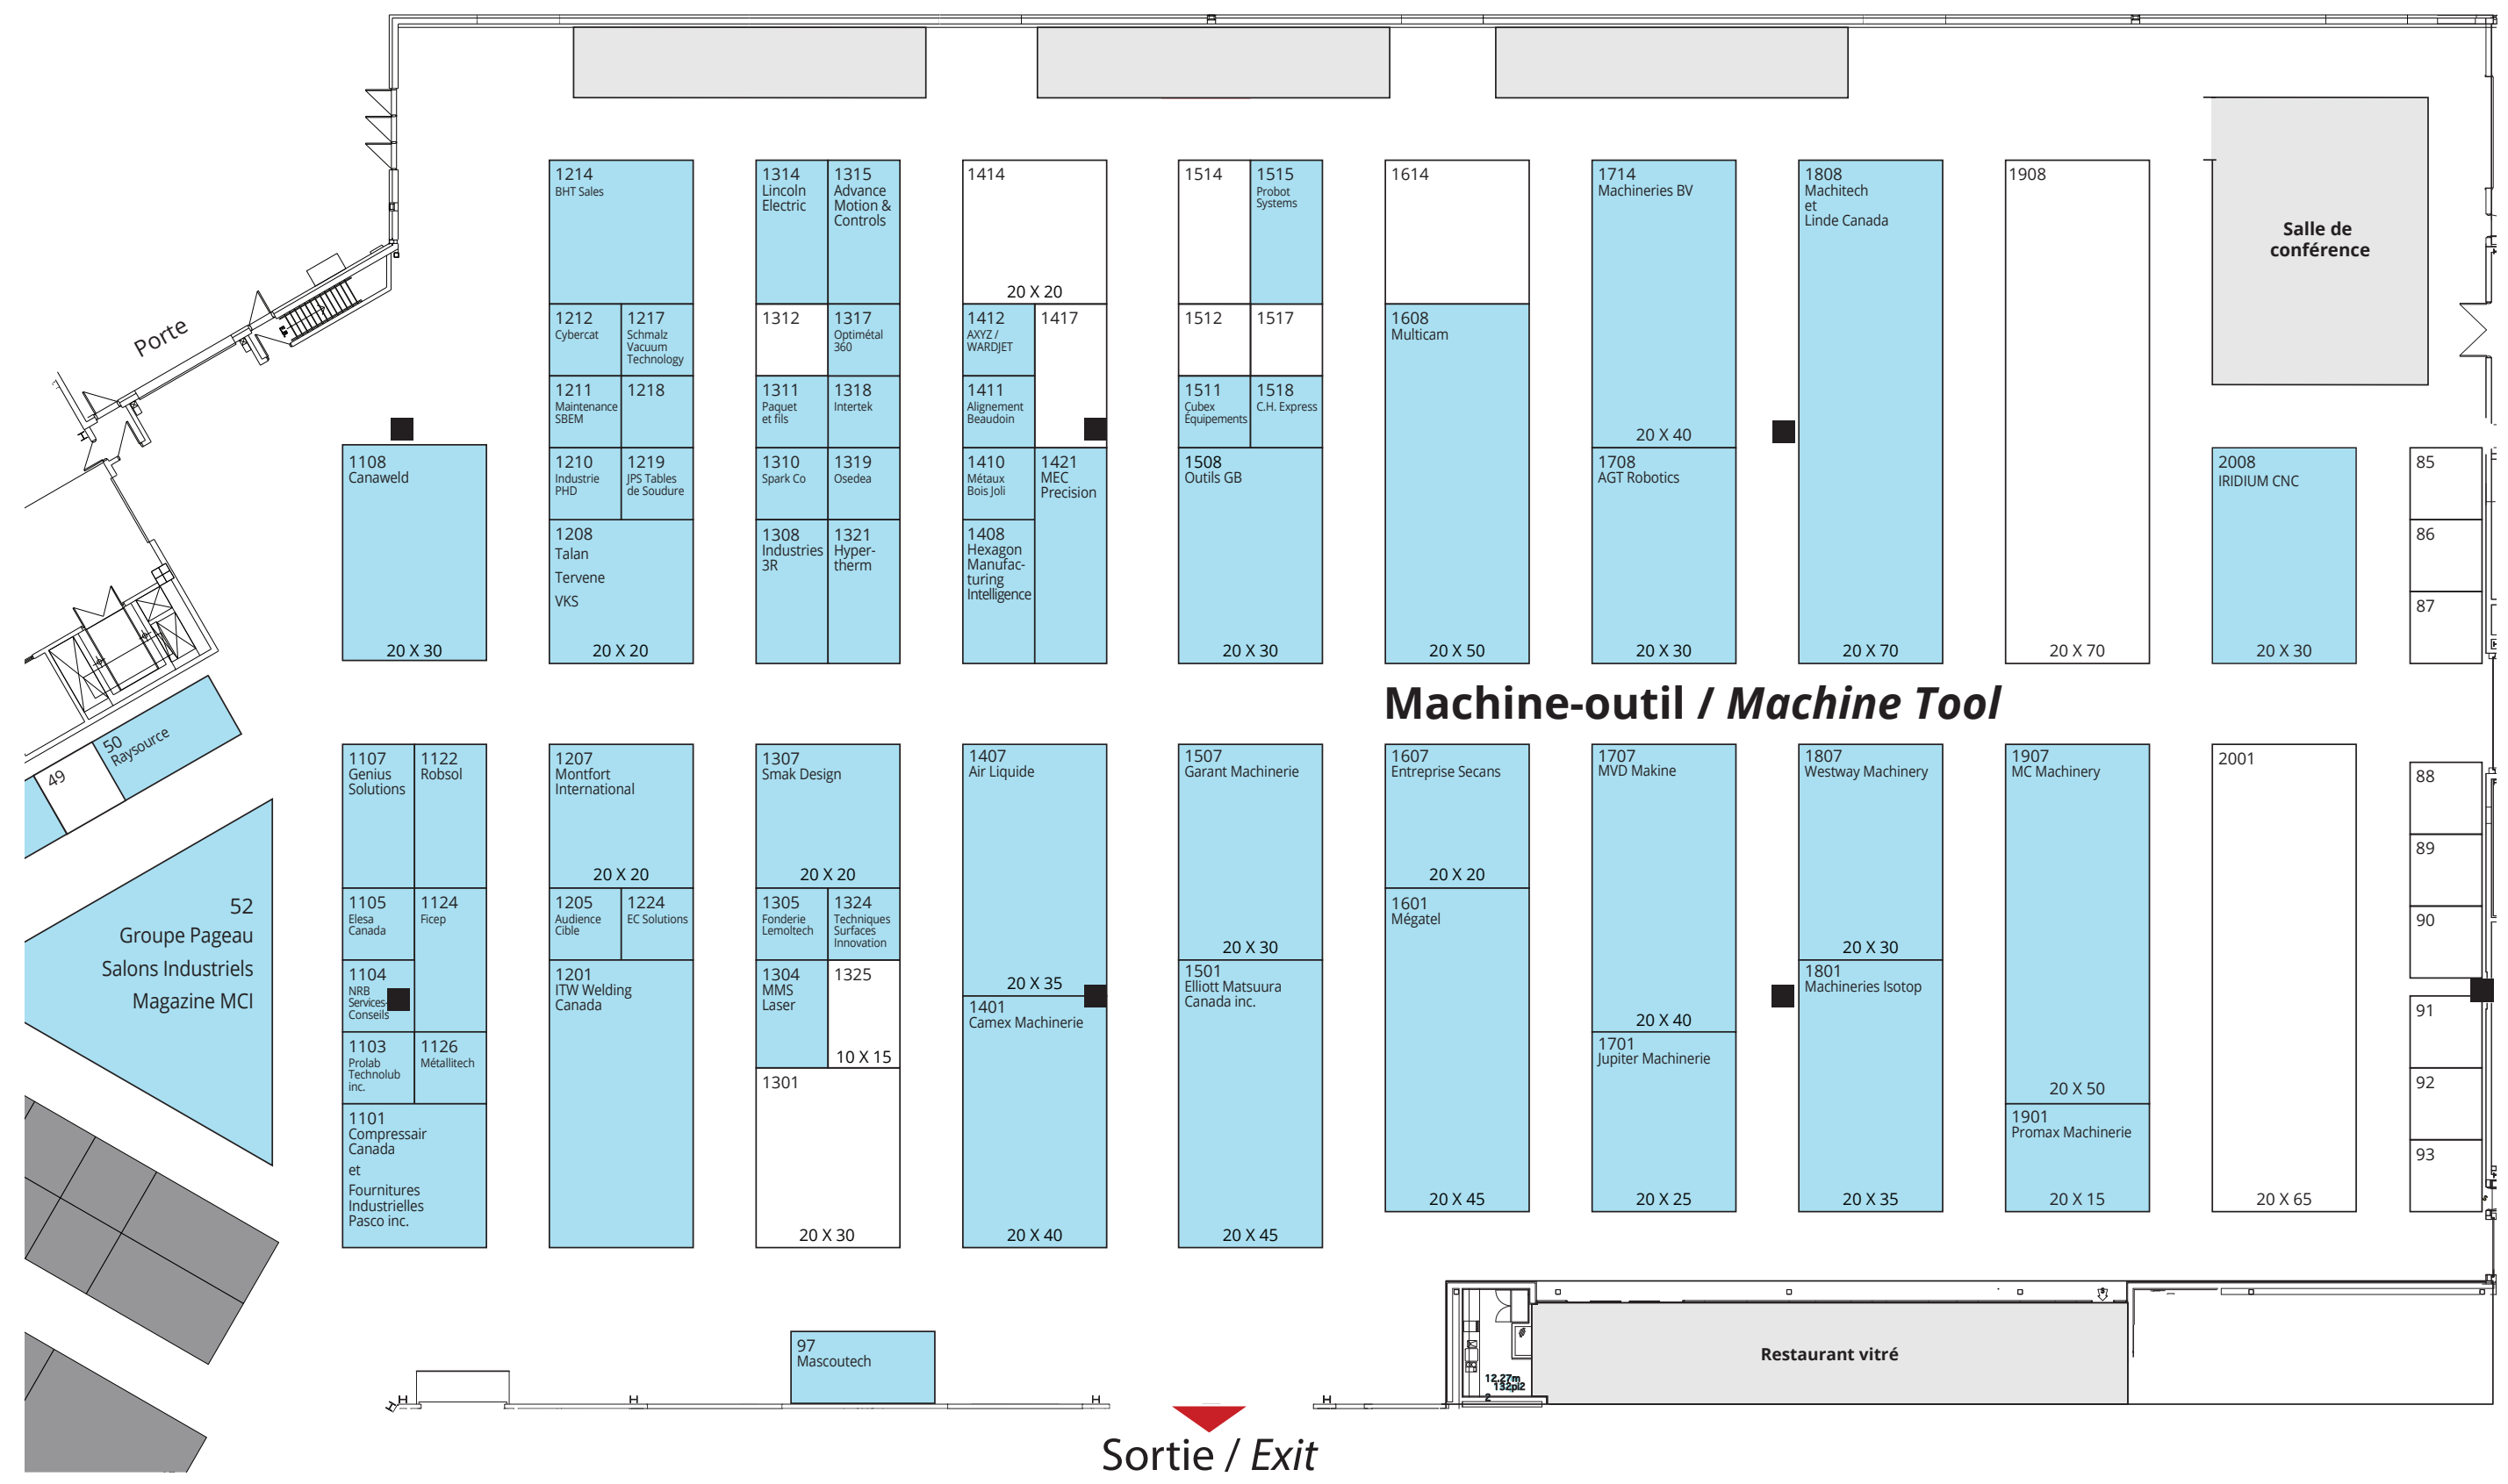 Porte
1214
BHT Sales
1212
Cybercat
1217
Schmalz
Vacuum
Technology
1211
Maintenance
SBEM
1218
1210
Industrie
PHD
1219
JPS Tables
de Soudure
1208
Talan
Tervene
VKS
20 X 20
1108
Canaweld
20 X 30
1314
Lincoln
Electric
1315
Advance
Motion &
Controls
1312
1317
Optimétal
360
1311
Paquet
et fils
1318
Intertek
1310
Spark Co
1319
Osedea
1308
Industries
3R
1321
Hyper-
therm
1414
20 X 20
1412
AXYZ /
WARDJET
1417
1411
Alignement
Beaudoin
1410
Métaux
Bois Joli
1421
MEC
Precision
1408
Hexagon
Manufac-
turing
Intelligence
1514
1515
Probot
Systems
1512
1517
1511
Cubex
Équipements
1518
C.H. Express
1508
Outils GB
20 X 30
1614
1608
Multicam
20 X 50
1714
Machineries BV
20 X 40
1708
AGT Robotics
20 X 30
1808
Machitech
et
Linde Canada
20 X 70
1908
20 X 70
Salle de
conférence
2008
IRIDIUM CNC
20 X 30
85
86
87
Machine-outil / Machine Tool
50
Raysource
49
52
Groupe Pageau
Salons Industriels
Magazine MCI
1107
Genius
Solutions
1122
Robsol
1105
Elesa
Canada
1124
Ficep
1104
NRB
Services-
Conseils
1103
Prolab
Technolub
inc.
1126
Métallitech
1101
Compressair
Canada
et
Fournitures
Industrielles
Pasco inc.
1207
Montfort
International
20 X 20
1205
Audience
Cible
1224
EC Solutions
1201
ITW Welding
Canada
1307
Smak Design
20 X 20
1305
Fonderie
Lemoltech
1324
Techniques
Surfaces
Innovation
1304
MMS
Laser
1325
10 X 15
1301
20 X 30
1407
Air Liquide
20 X 35
1401
Camex Machinerie
20 X 40
1507
Garant Machinerie
20 X 30
1501
Elliott Matsuura
Canada inc.
20 X 45
1607
Entreprise Secans
20 X 20
1601
Mégatel
20 X 45
1707
MVD Makine
20 X 40
1701
Jupiter Machinerie
20 X 25
1807
Westway Machinery
20 X 30
1801
Machineries Isotop
20 X 35
1907
MC Machinery
20 X 50
1901
Promax Machinerie
20 X 15
2001
20 X 65
88
89
90
91
92
93
97
Mascoutech
12.27m
132pi2
Restaurant vitré
Sortie / Exit